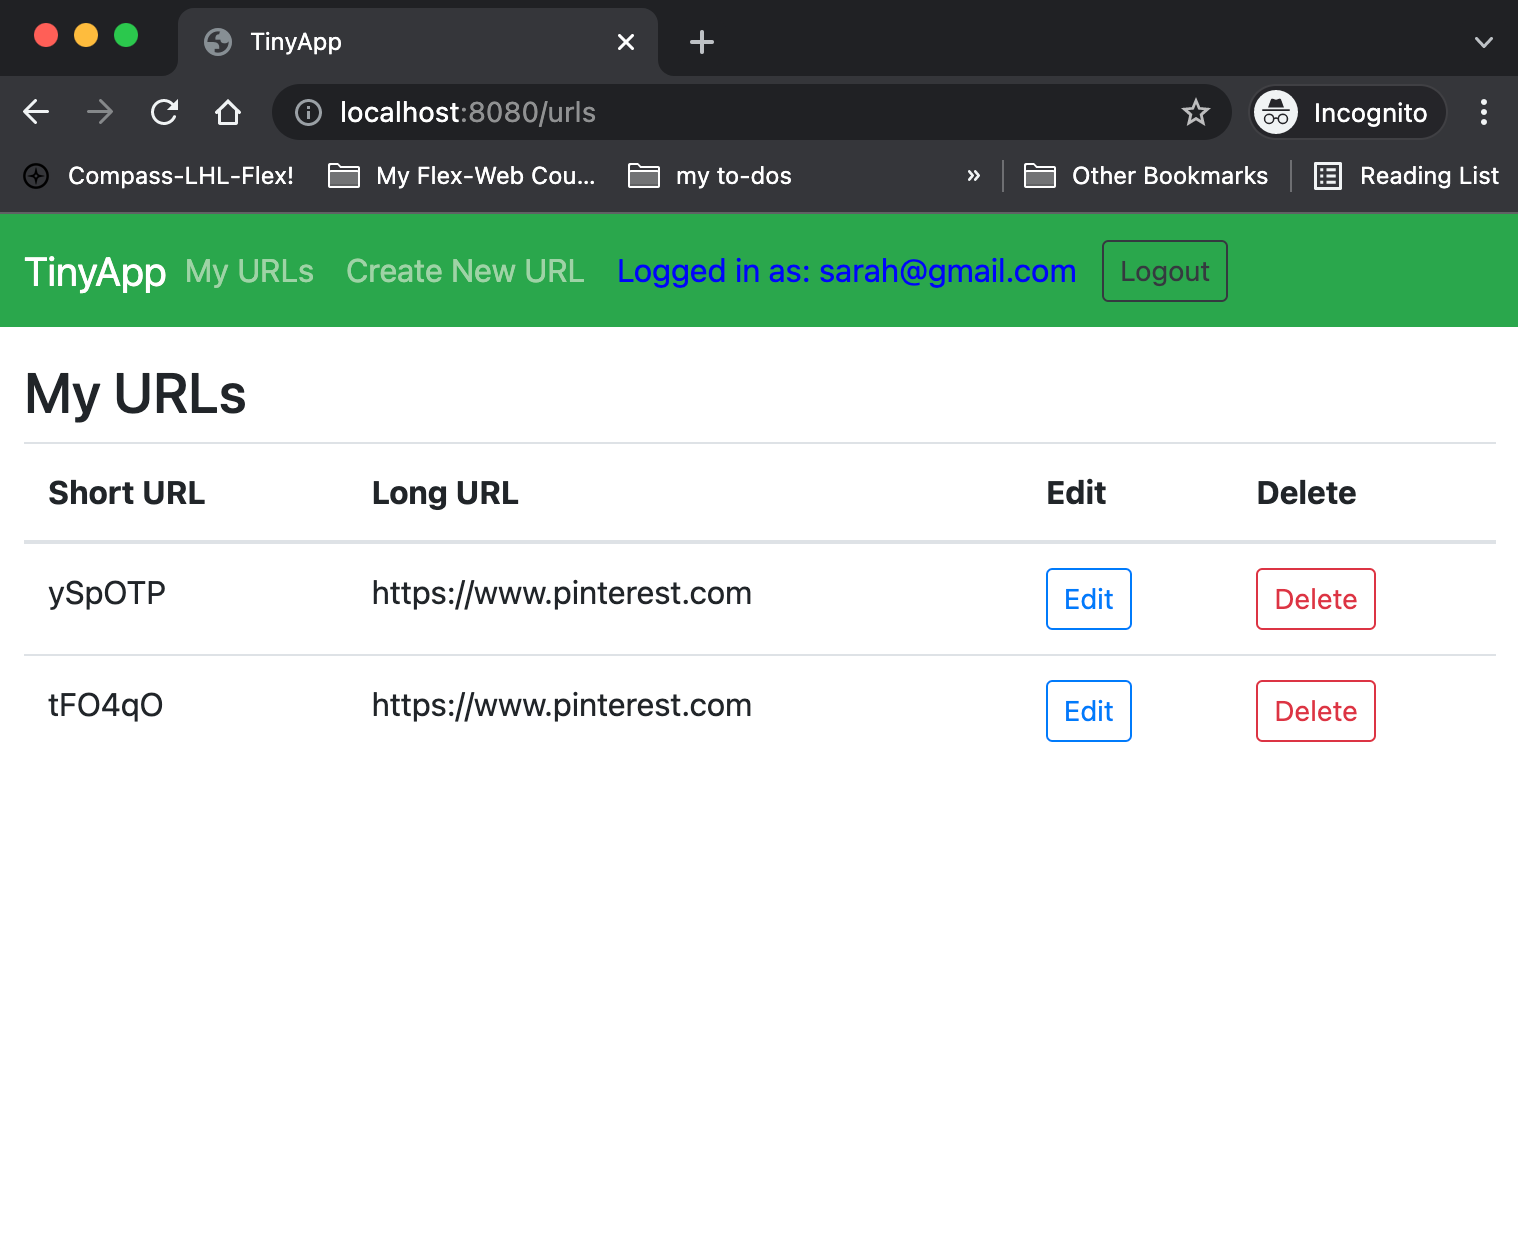 TinyApp
localhost:8080/urls
Incognito
Compass-LHL-Flex! My Flex-Web Cou... my to-dos » Other Bookmarks Reading List
TinyApp My URLs Create New URL Logged in as: sarah@gmail.com Logout
My URLs
Short URL Long URL Edit Delete
ySpOTP https://www.pinterest.com Edit Delete
tFO4qO https://www.pinterest.com Edit Delete